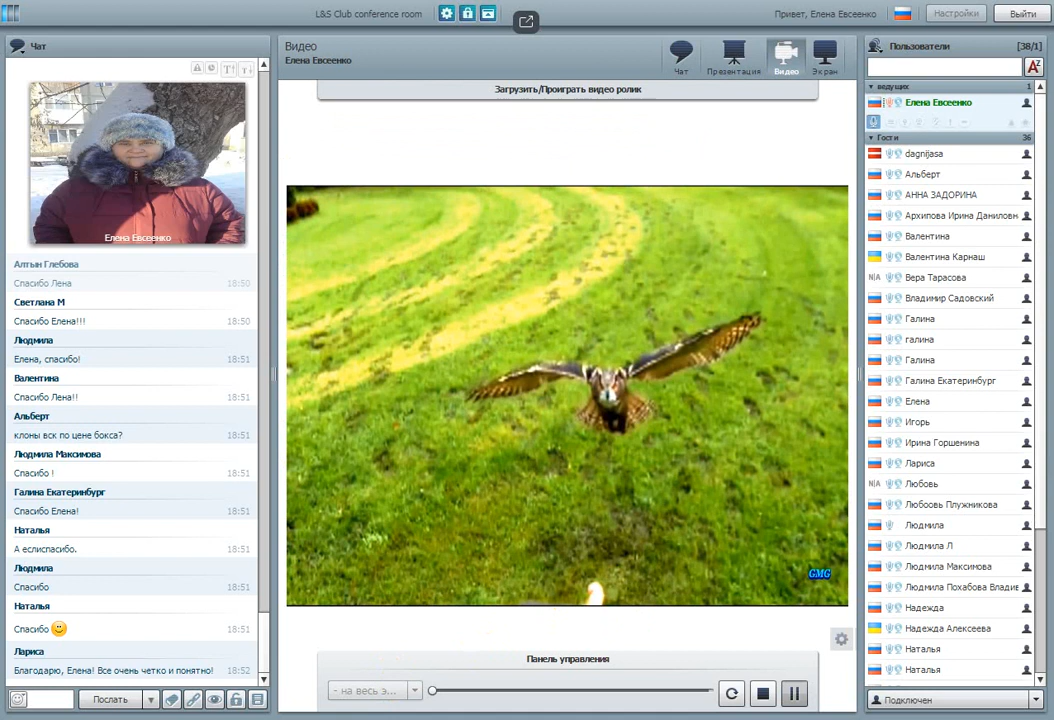 L&S Club conference room
Привет, Елена Евсеенко
Настройки
Выйти
Чат
Елена Евсеенко
Алтын Глебова
Спасибо Лена
18:50
Светлана М
Спасибо Елена!!!
18:50
Людмила
Елена, спасибо!
18:51
Валентина
Спасибо Лена!!
18:51
Альберт
клоны вск по цене бокса?
18:51
Людмила Максимова
Спасибо !
18:51
Галина Екатеринбург
Спасибо Елена!
18:51
Наталья
А еслиспасибо.
18:51
Людмила
Спасибо
18:51
Наталья
Спасибо
18:51
Лариса
Благодарю, Елена! Все очень четко и понятно!
18:52
Послать
Видео
Елена Евсеенко
Чат
Презентация
Видео
Экран
Загрузить/Проиграть видео ролик
GMG
Панель управления
- на весь э...
Пользователи
[38/1]
ведущих
1
Елена Евсеенко
Гости
36
dagnijasa
Альберт
АННА ЗАДОРИНА
Архипова Ирина Даниловн
Валентина
Валентина Карнаш
N/A
Вера Тарасова
Владимир Садовский
Галина
галина
Галина
Галина Екатеринбург
Елена
Игорь
Ирина Горшенина
Лариса
N/A
Любовь
Любоовь Плужникова
Людмила
Людмила Л
Людмила Максимова
Людмила Похабова Владив
Надежда
Надежда Алексеева
Наталья
Наталья
Подключен